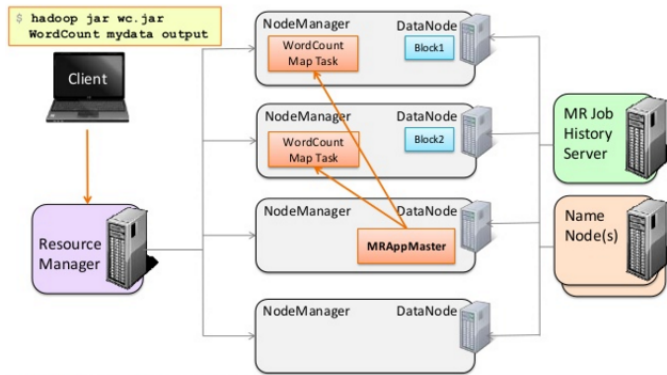 $ hadoop jar wc.jar
WordCount mydata output
Client
Resource
Manager
NodeManager
DataNode
WordCount
Map Task
Block1
NodeManager
DataNode
WordCount
Map Task
Block2
NodeManager
DataNode
MRAppMaster
NodeManager
DataNode
MR Job
History
Server
Name
Node(s)